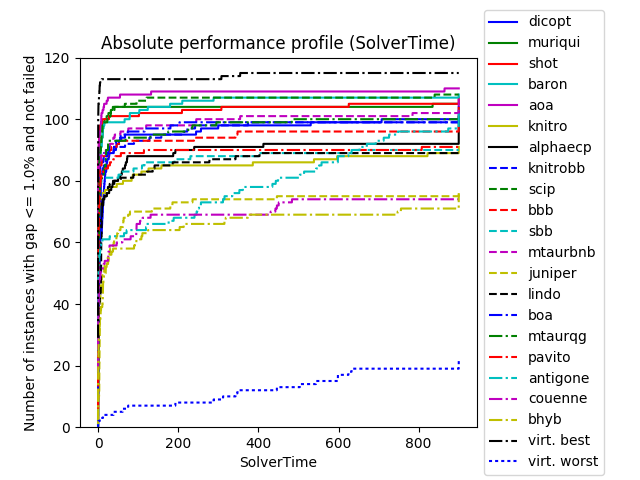 Absolute performance profile (SolverTime)
Number of instances with gap <= 1.0% and not failed
120
100
80
60
40
20
0
0 200 400 600 800
SolverTime
dicopt
muriqui
shot
baron
aoa
knitro
alphaecp
knitrobb
scip
bbb
sbb
mtaurbnb
juniper
lindo
boa
mtaurqg
pavito
antigone
couenne
bhyb
virt. best
virt. worst